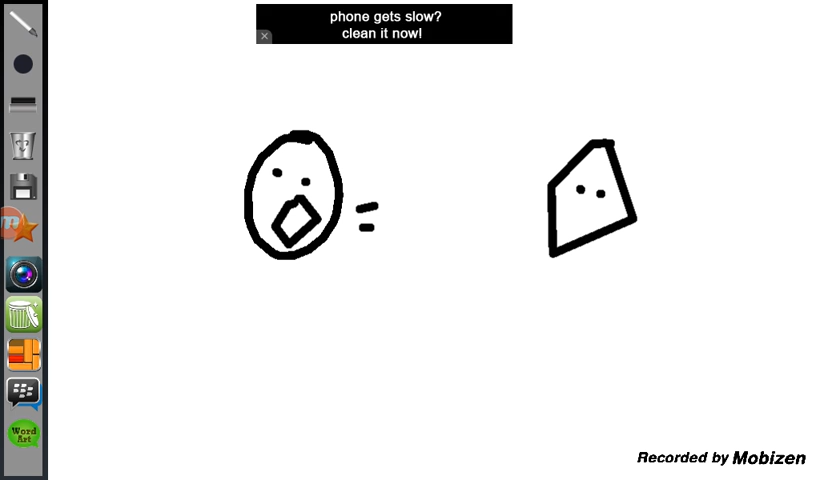 phone gets slow?
clean it now!
Word
Art
Recorded by Mobizen